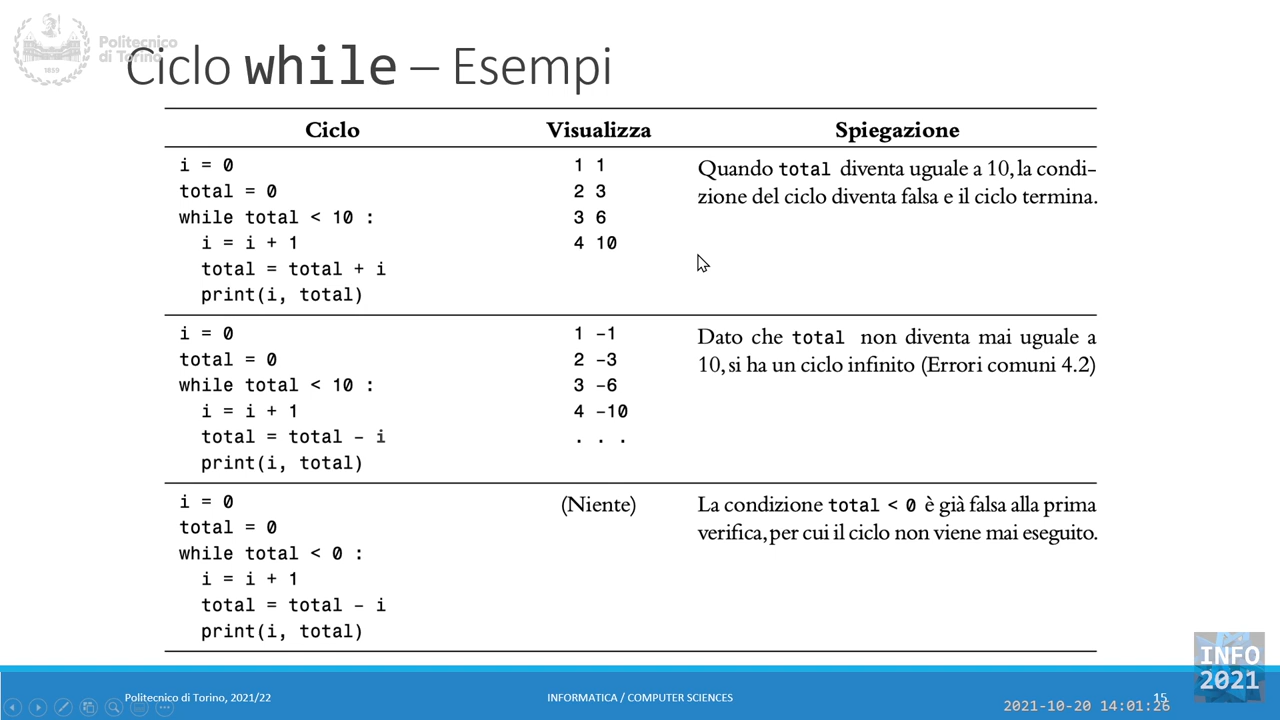 Politecnico
di Torino
1859
Ciclo while – Esempi
Ciclo Visualizza Spiegazione
i = 0
total = 0
while total < 10 :
i = i + 1
total = total + i
print(i, total)
1 1
2 3
3 6
4 10
Quando total diventa uguale a 10, la condi-
zione del ciclo diventa falsa e il ciclo termina.
i = 0
total = 0
while total < 10 :
i = i + 1
total = total – i
print(i, total)
1 –1
2 –3
3 –6
4 –10
. . .
Dato che total non diventa mai uguale a
10, si ha un ciclo infinito (Errori comuni 4.2)
i = 0
total = 0
while total < 0 :
i = i + 1
total = total – i
print(i, total)
(Niente)
La condizione total < 0 è già falsa alla prima
verifica, per cui il ciclo non viene mai eseguito.
Politecnico di Torino, 2021/22
INFORMATICA / COMPUTER SCIENCES
15
INFO
2021
2021-10-20 14:01:26